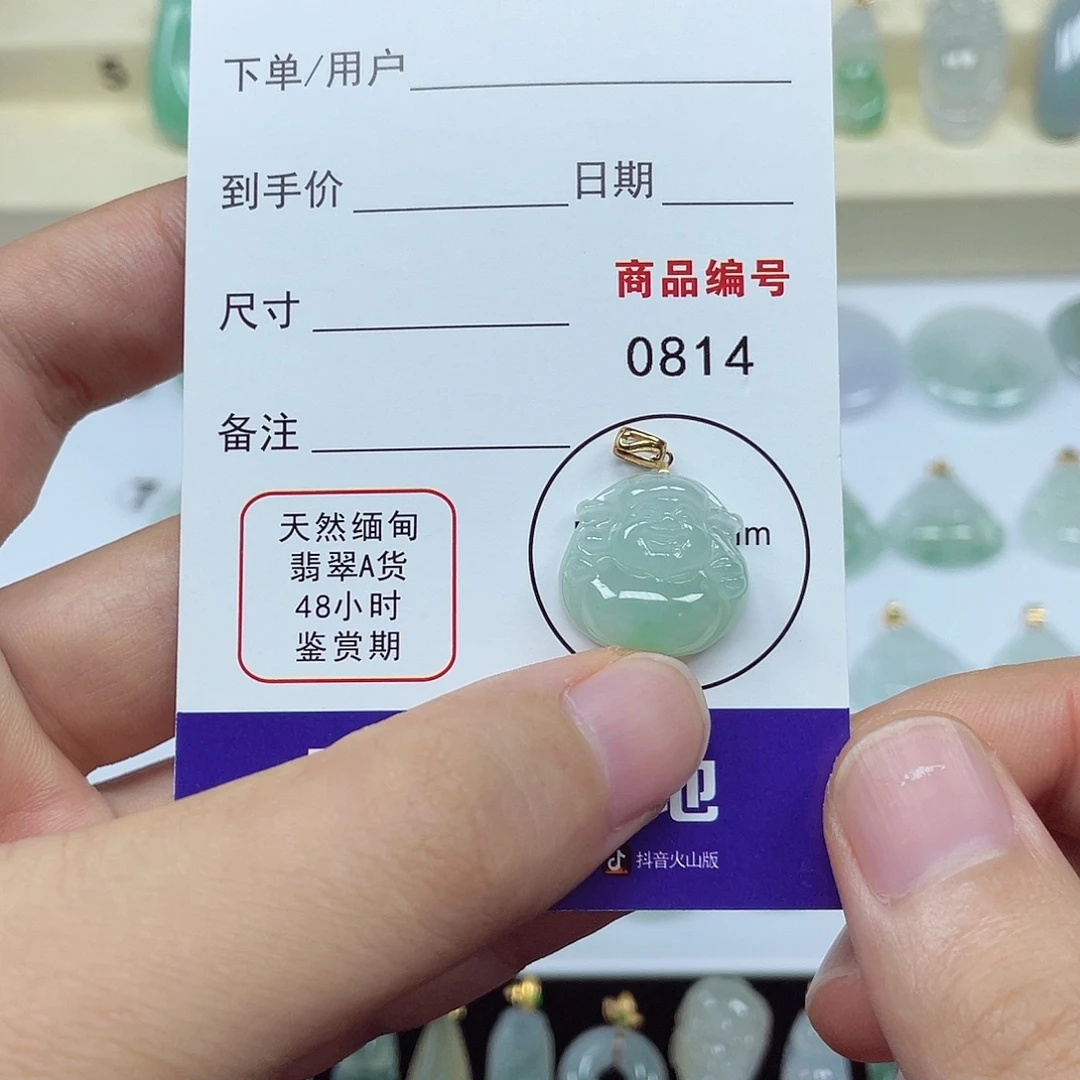 下单/用户
到手价 日期
商品编号
尺寸
0814
备注
天然缅甸
翡翠A货
48小时
鉴赏期
抖音火山版